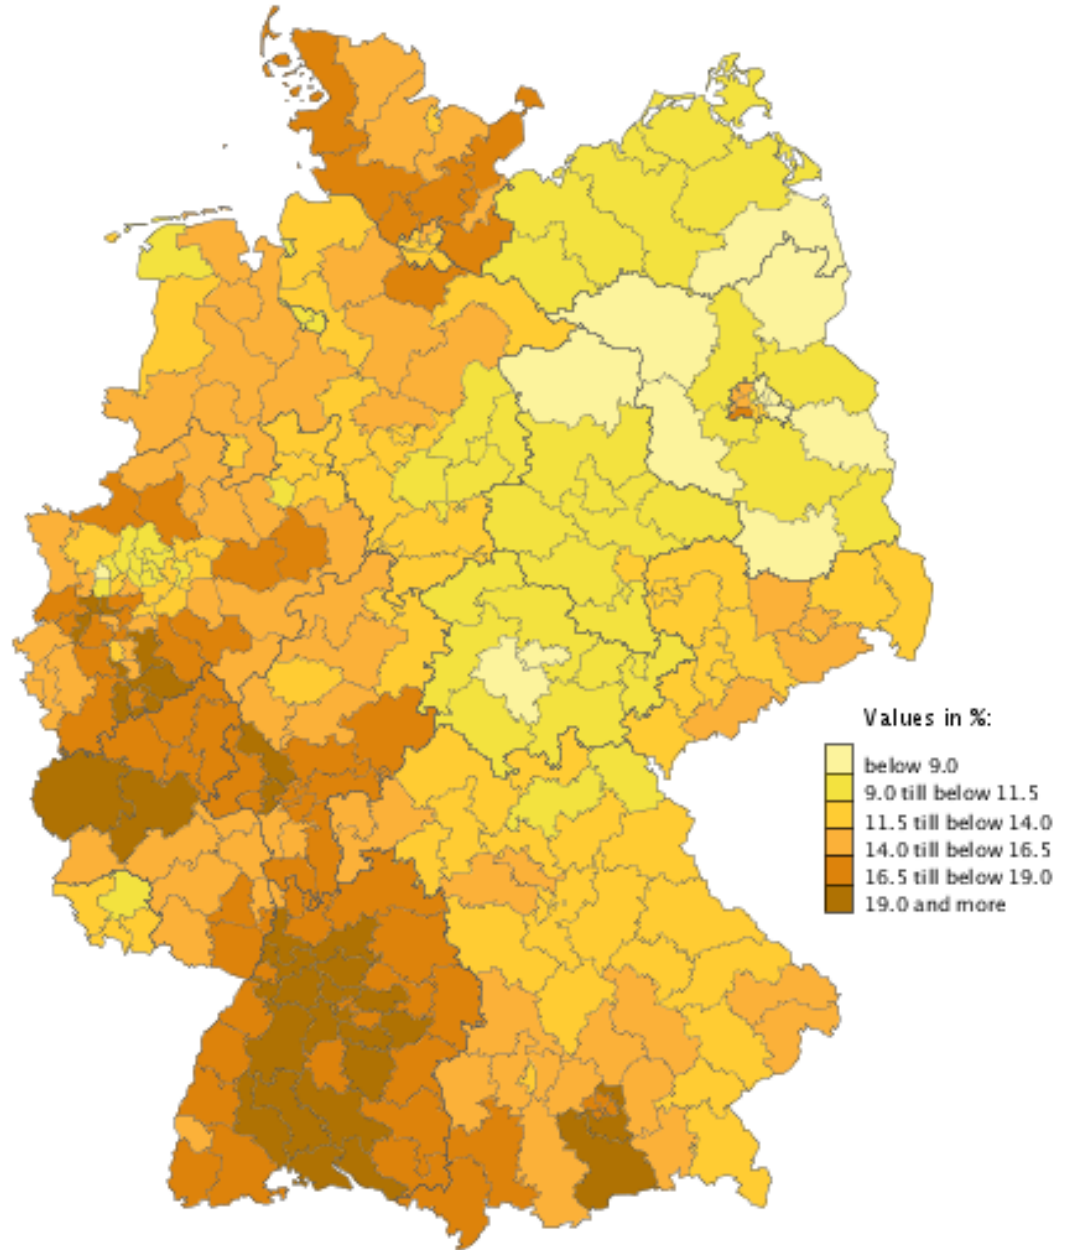 Values in %:
below 9.0
9.0 till below 11.5
11.5 till below 14.0
14.0 till below 16.5
16.5 till below 19.0
19.0 and more